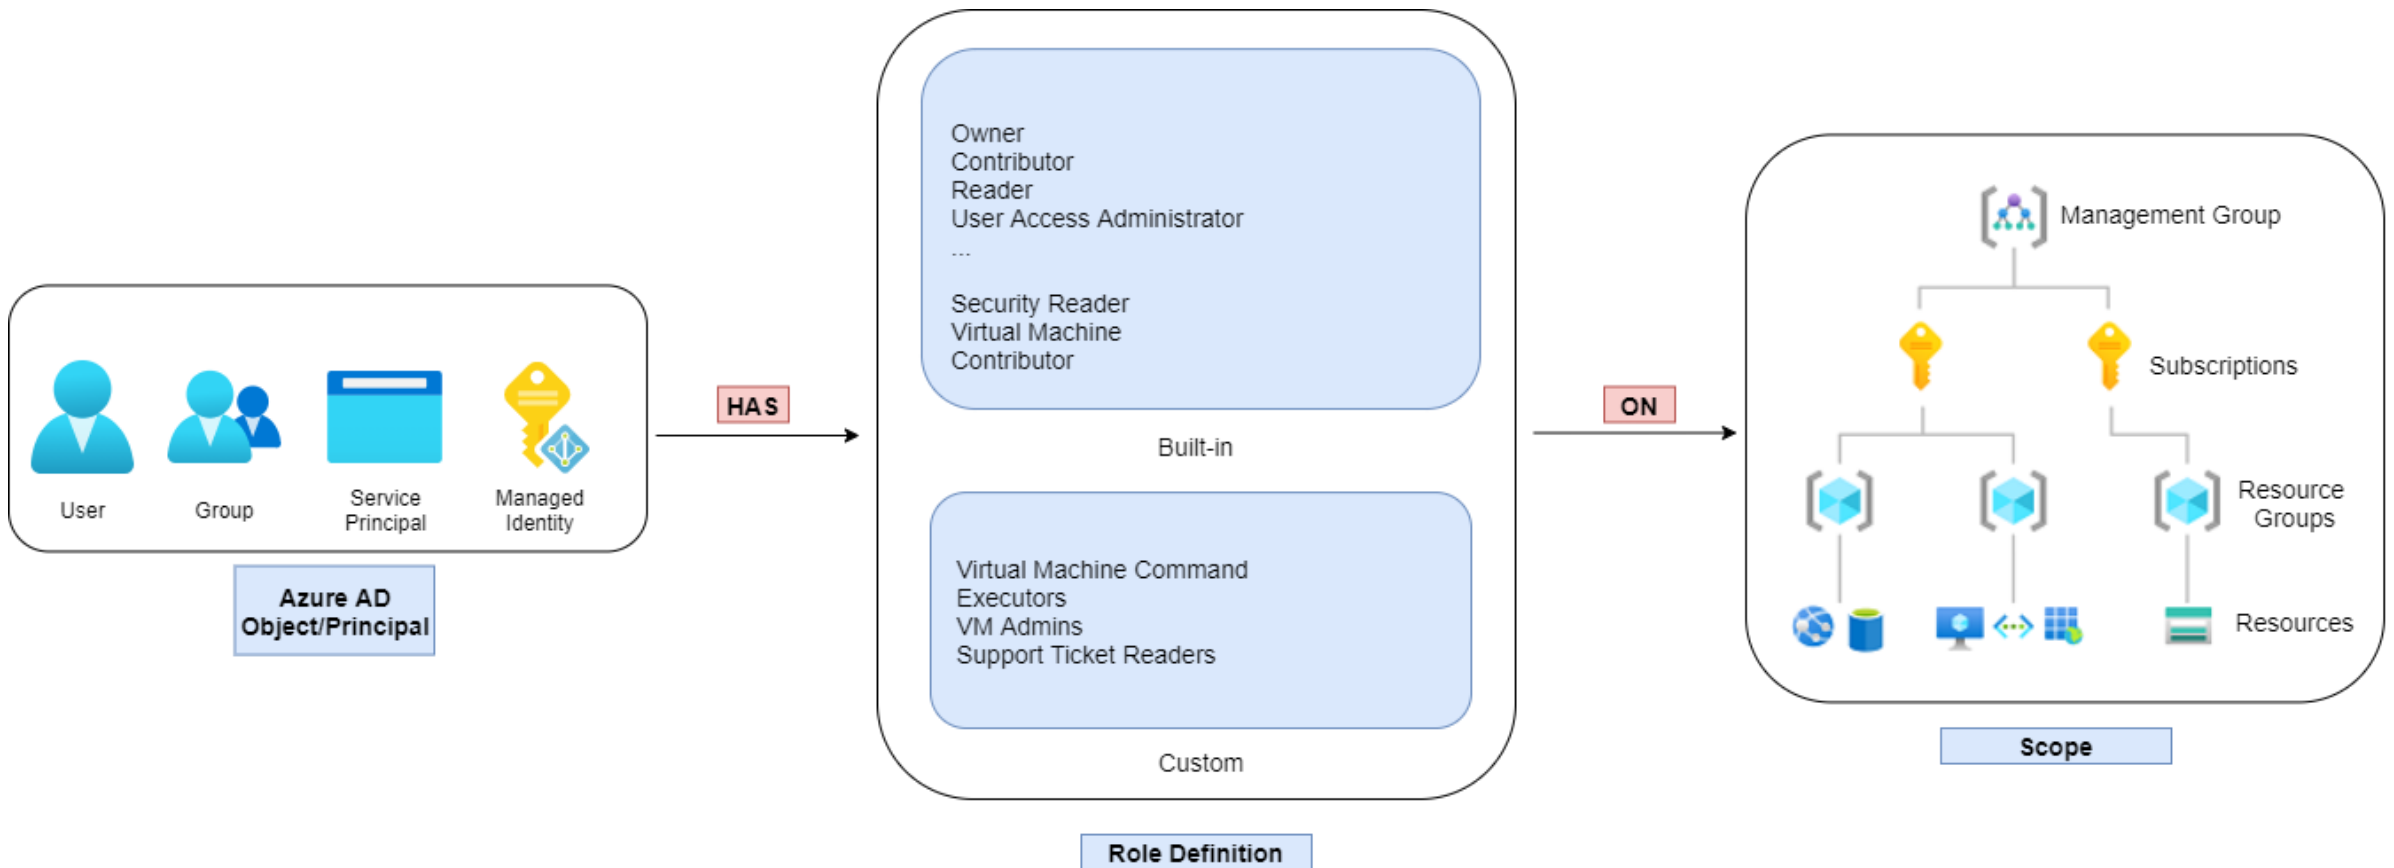 User
Group
Service
Principal
Managed
Identity
Azure AD
Object/Principal
HAS
Owner
Contributor
Reader
User Access Administrator
...
Security Reader
Virtual Machine
Contributor
Built-in
Virtual Machine Command
Executors
VM Admins
Support Ticket Readers
Custom
Role Definition
ON
Management Group
Subscriptions
Resource
Groups
Resources
Scope